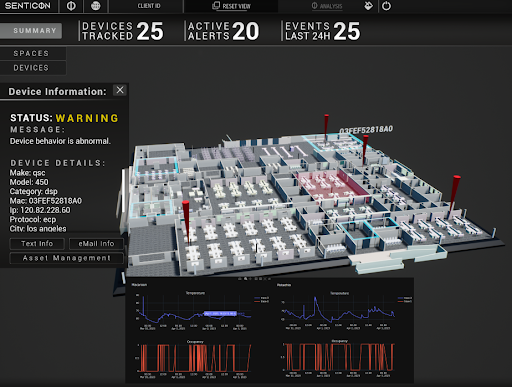 SENTICON
CLIENT ID
RESET VIEW
ANALYSIS
SUMMARY
DEVICES TRACKED 25
ACTIVE ALERTS 20
EVENTS LAST 24H 25
SPACES
DEVICES
Device Information:
STATUS: WARNING
MESSAGE:
Device behavior is abnormal.
DEVICE DETAILS:
Make: qsc
Model: 450
Category: dsp
Mac: 03FEF52818A0
Ip: 120.82.228.60
Protocol: ecp
City: los angeles
Text Info
eMail Info
Asset Management
03FEF52818A0
Temperature
Temperature
Occupancy
Occupancy